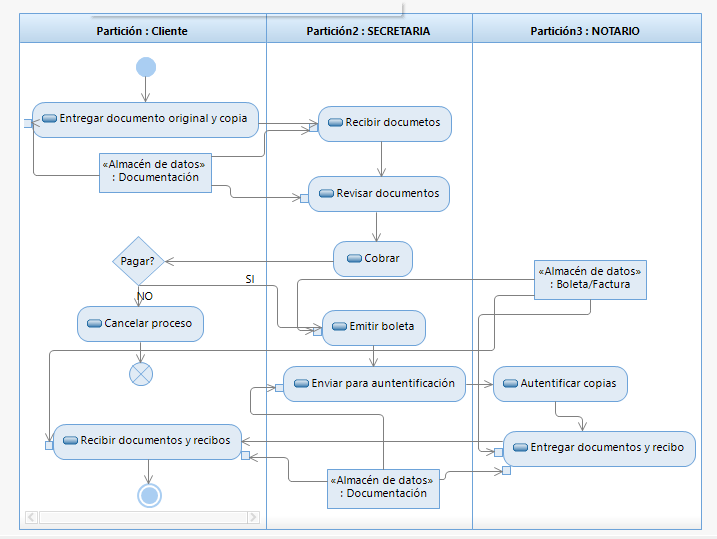 Partición : Cliente
Partición2 : SECRETARIA
Partición3 : NOTARIO
Entregar documento original y copia
Recibir documetos
«Almacén de datos»
: Documentación
Revisar documentos
Pagar?
Cobrar
SI
NO
«Almacén de datos»
: Boleta/Factura
Cancelar proceso
Emitir boleta
Enviar para auntentificación
Autentificar copias
Recibir documentos y recibos
Entregar documentos y recibo
«Almacén de datos»
: Documentación